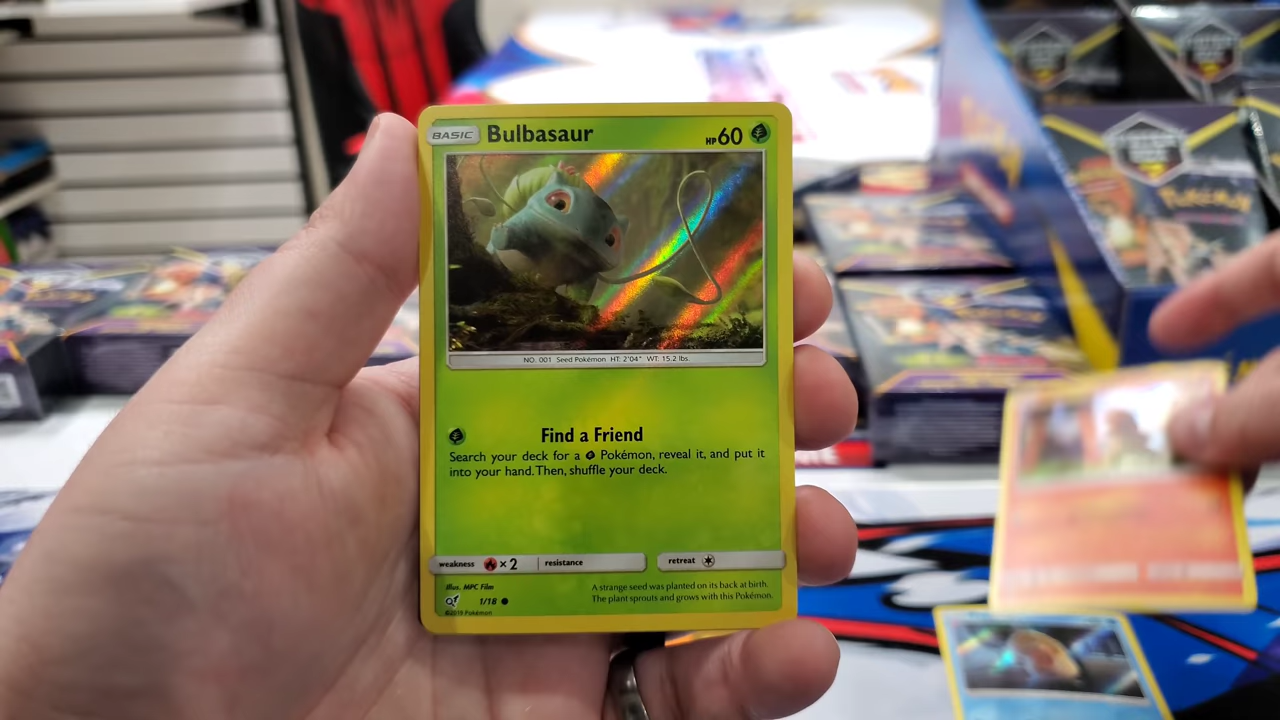 BASIC Bulbasaur HP 60
NO. 001 Seed Pokémon HT: 2'04" WT: 15.2 lbs.
Find a Friend
Search your deck for a Pokémon, reveal it, and put it
into your hand. Then, shuffle your deck.
weakness ×2 resistance retreat
Illus. MPC Film
1/18
©2019 Pokémon
A strange seed was planted on its back at birth.
The plant sprouts and grows with this Pokémon.
POKÉMON